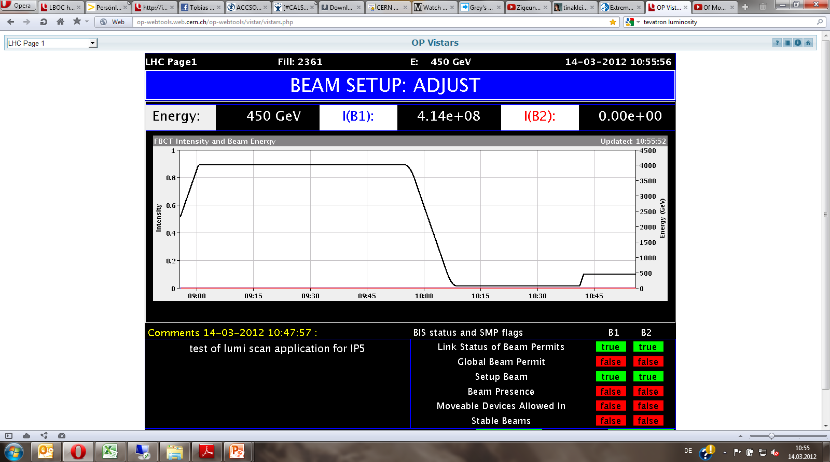 Opera
LBOC h
Persönl
http://i
Tobias
ACCSO
CALS
Downl
CERN
Watch
Grey's
Ziqcun
tinaklei
Extrem
OP Vist
Of Mo
Web op-webtools.web.cern.ch/op-webtools/vistar/vistars.php
tevatron luminosity
LHC Page 1
OP Vistars
LHC Page1 Fill: 2361 E: 450 GeV 14-03-2012 10:55:56
BEAM SETUP: ADJUST
Energy: 450 GeV I(B1): 4.14e+08 I(B2): 0.00e+00
FBCT Intensity and Beam Energy Updated: 10:55:52
1
0.8
0.6
0.4
0.2
0
Intensity
4500
4000
3500
3000
2500
2000
1500
1000
500
0
Energy (GeV)
09:00 09:15 09:30 09:45 10:00 10:15 10:30 10:45
Comments 14-03-2012 10:47:57 :
test of lumi scan application for IP5
BIS status and SMP flags B1 B2
Link Status of Beam Permits true true
Global Beam Permit false false
Setup Beam true true
Beam Presence false false
Moveable Devices Allowed In false false
Stable Beams false false
DE
10:55
14.03.2012